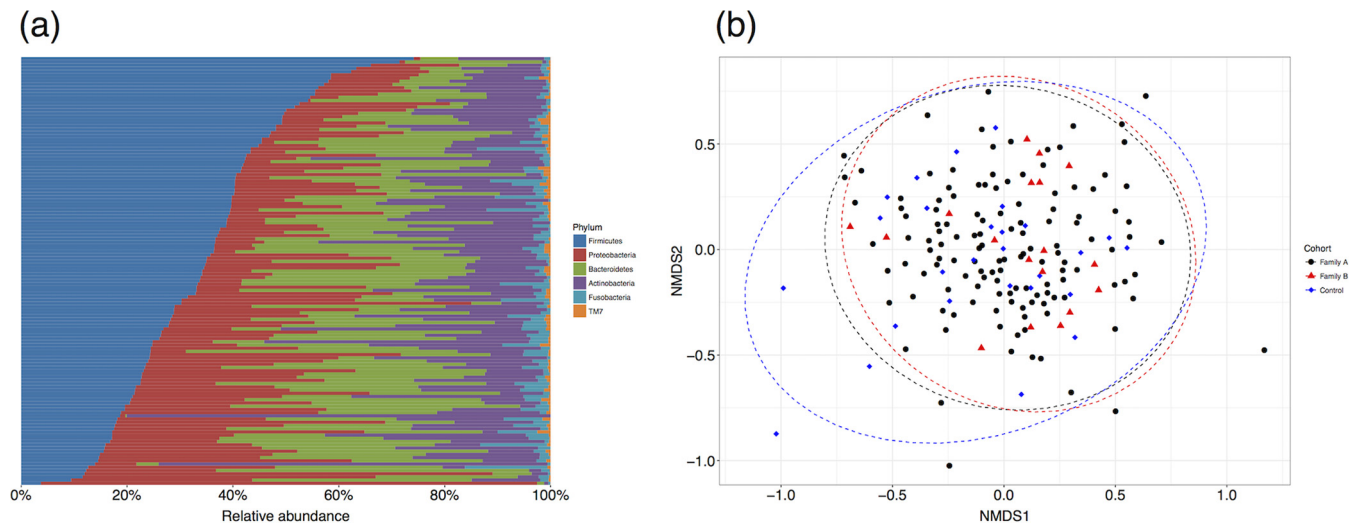 (a)
Phylum
Firmicutes
Proteobacteria
Bacteroidetes
Actinobacteria
Fusobacteria
TM7
0% 20% 40% 60% 80% 100%
Relative abundance
(b)
NMDS2
0.5
0.0
−0.5
−1.0
−1.0 −0.5 0.0 0.5 1.0
NMDS1
Cohort
Family A
Family B
Control